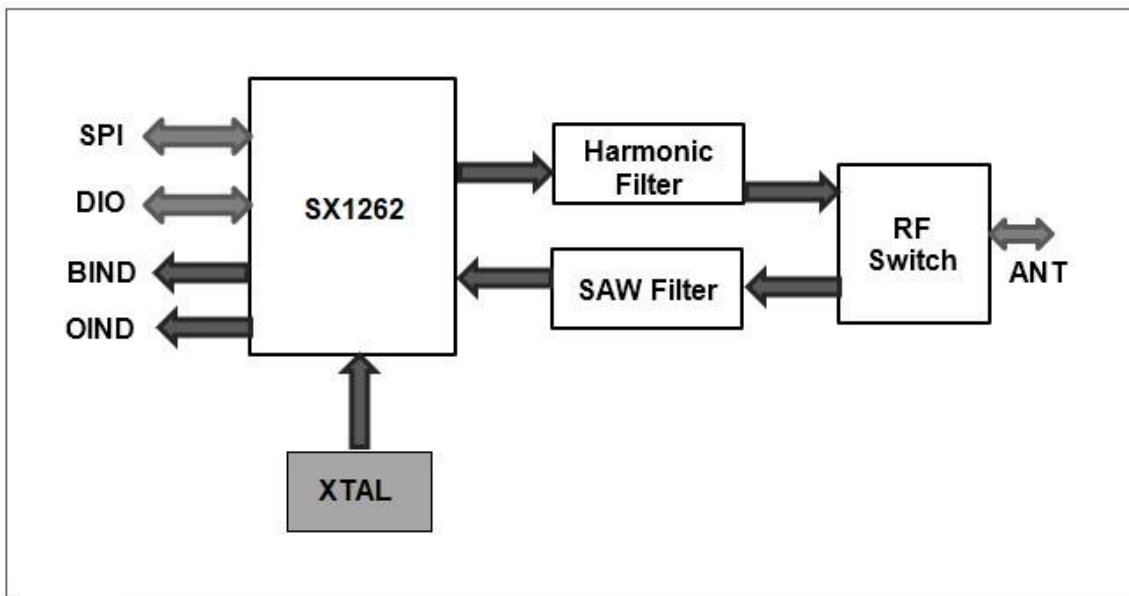 SPI
DIO
BIND
OIND
SX1262
XTAL
Harmonic
Filter
SAW Filter
RF
Switch
ANT